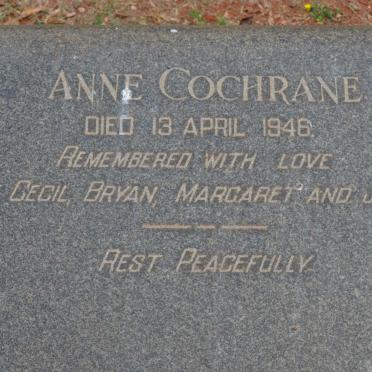 ANNE COCHRANE
DIED 13 APRIL 1946.
REMEMBERED WITH LOVE
CECIL, BRYAN, MARGARET AND
REST PEACEFULLY.